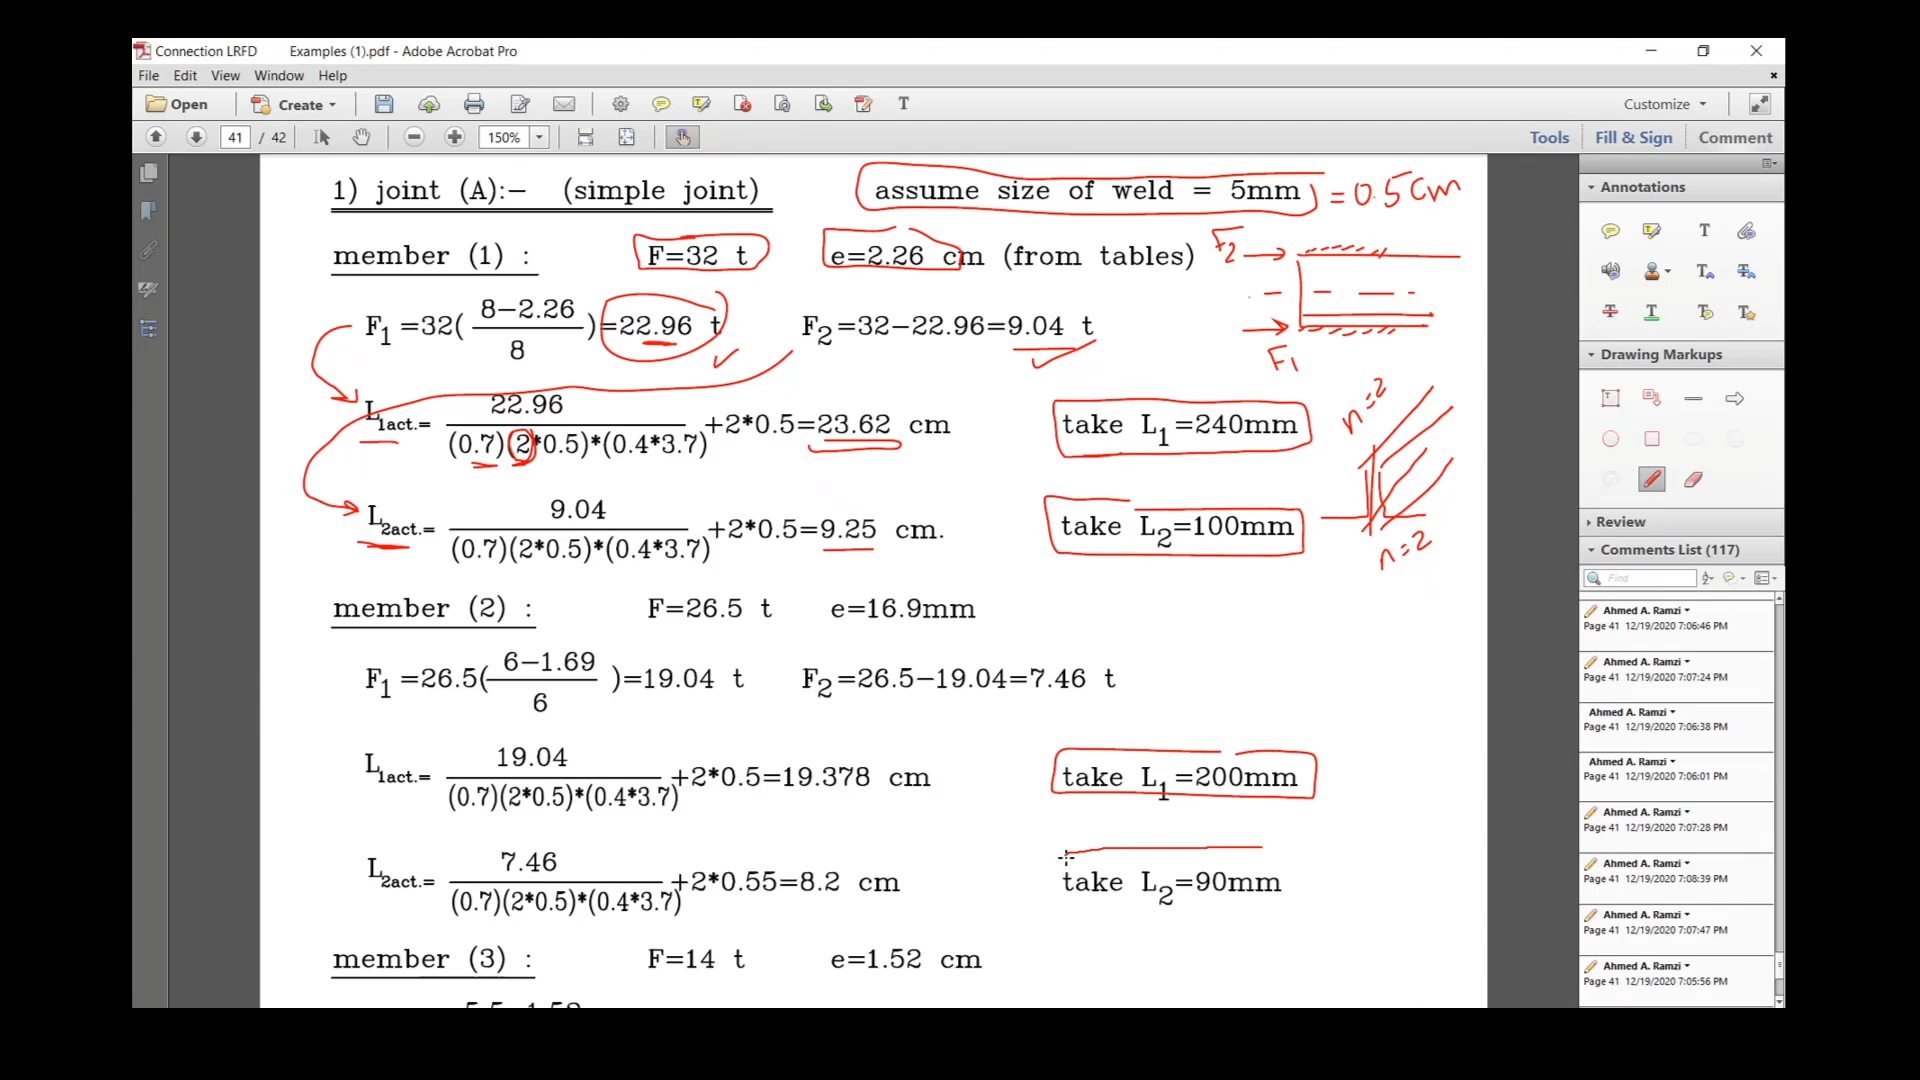 Connection LRFD Examples (1).pdf - Adobe Acrobat Pro
File Edit View Window Help
Open Create Customize
41 / 42 150% Tools Fill & Sign Comment
1) joint (A):- (simple joint) assume size of weld = 5mm = 0.5 cm
member (1) : F=32 t e=2.26 cm (from tables) F2
F1 =32( 8-2.26 / 8 )=22.96 t F2=32-22.96=9.04 t
F1
L1act.= 22.96 / (0.7)(2*0.5)*(0.4*3.7) +2*0.5=23.62 cm take L1=240mm n=2
L2act.= 9.04 / (0.7)(2*0.5)*(0.4*3.7) +2*0.5=9.25 cm. take L2=100mm n=2
member (2) : F=26.5 t e=16.9mm
F1 =26.5( 6-1.69 / 6 )=19.04 t F2=26.5-19.04=7.46 t
L1act.= 19.04 / (0.7)(2*0.5)*(0.4*3.7) +2*0.5=19.378 cm take L1=200mm
L2act.= 7.46 / (0.7)(2*0.5)*(0.4*3.7) +2*0.55=8.2 cm take L2=90mm
member (3) : F=14 t e=1.52 cm
Annotations
Drawing Markups
Review
Comments List (117)
Find
Ahmed A. Ramzi
Page 41 12/19/2020 7:06:46 PM
Ahmed A. Ramzi
Page 41 12/19/2020 7:07:24 PM
Ahmed A. Ramzi
Page 41 12/19/2020 7:06:38 PM
Ahmed A. Ramzi
Page 41 12/19/2020 7:06:01 PM
Ahmed A. Ramzi
Page 41 12/19/2020 7:07:28 PM
Ahmed A. Ramzi
Page 41 12/19/2020 7:08:39 PM
Ahmed A. Ramzi
Page 41 12/19/2020 7:07:47 PM
Ahmed A. Ramzi
Page 41 12/19/2020 7:05:56 PM